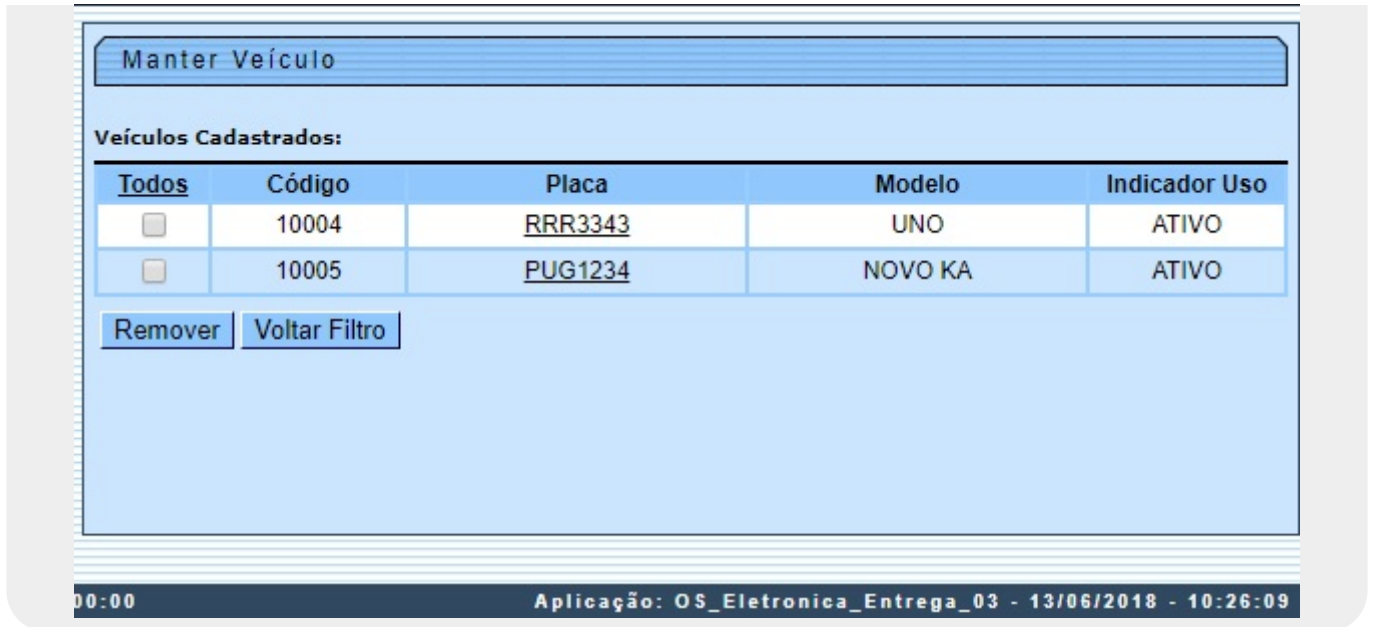 Manter Veículo
Veículos Cadastrados:
Todos Código Placa Modelo Indicador Uso
10004 RRR3343 UNO ATIVO
10005 PUG1234 NOVO KA ATIVO
Remover Voltar Filtro
00:00 Aplicação: OS_Eletronica_Entrega_03 - 13/06/2018 - 10:26:09